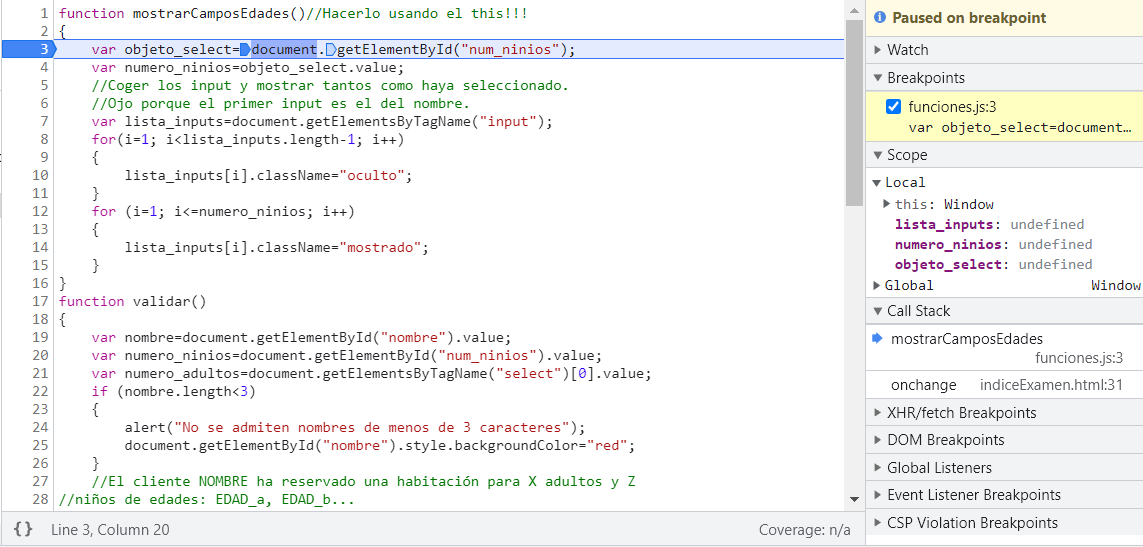 1 function mostrarCamposEdades()//Hacerlo usando el this!!!
2 {
3 var objeto_select=document.getElementById("num_ninios");
4 var numero_ninios=objeto_select.value;
5 //Coger los input y mostrar tantos como haya seleccionado.
6 //Ojo porque el primer input es el del nombre.
7 var lista_inputs=document.getElementsByTagName("input");
8 for(i=1; i<lista_inputs.length-1; i++)
9 {
10 lista_inputs[i].className="oculto";
11 }
12 for (i=1; i<=numero_ninios; i++)
13 {
14 lista_inputs[i].className="mostrado";
15 }
16 }
17 function validar()
18 {
19 var nombre=document.getElementById("nombre").value;
20 var numero_ninios=document.getElementById("num_ninios").value;
21 var numero_adultos=document.getElementsByTagName("select")[0].value;
22 if (nombre.length<3)
23 {
24 alert("No se admiten nombres de menos de 3 caracteres");
25 document.getElementById("nombre").style.backgroundColor="red";
26 }
27 //El cliente NOMBRE ha reservado una habitación para X adultos y Z
28 //niños de edades: EDAD_a, EDAD_b...
{} Line 3, Column 20
Coverage: n/a
Paused on breakpoint
Watch
Breakpoints
funciones.js:3
var objeto_select=document…
Scope
Local
this: Window
lista_inputs: undefined
numero_ninios: undefined
objeto_select: undefined
Global Window
Call Stack
mostrarCamposEdades
funciones.js:3
onchange indiceExamen.html:31
XHR/fetch Breakpoints
DOM Breakpoints
Global Listeners
Event Listener Breakpoints
CSP Violation Breakpoints